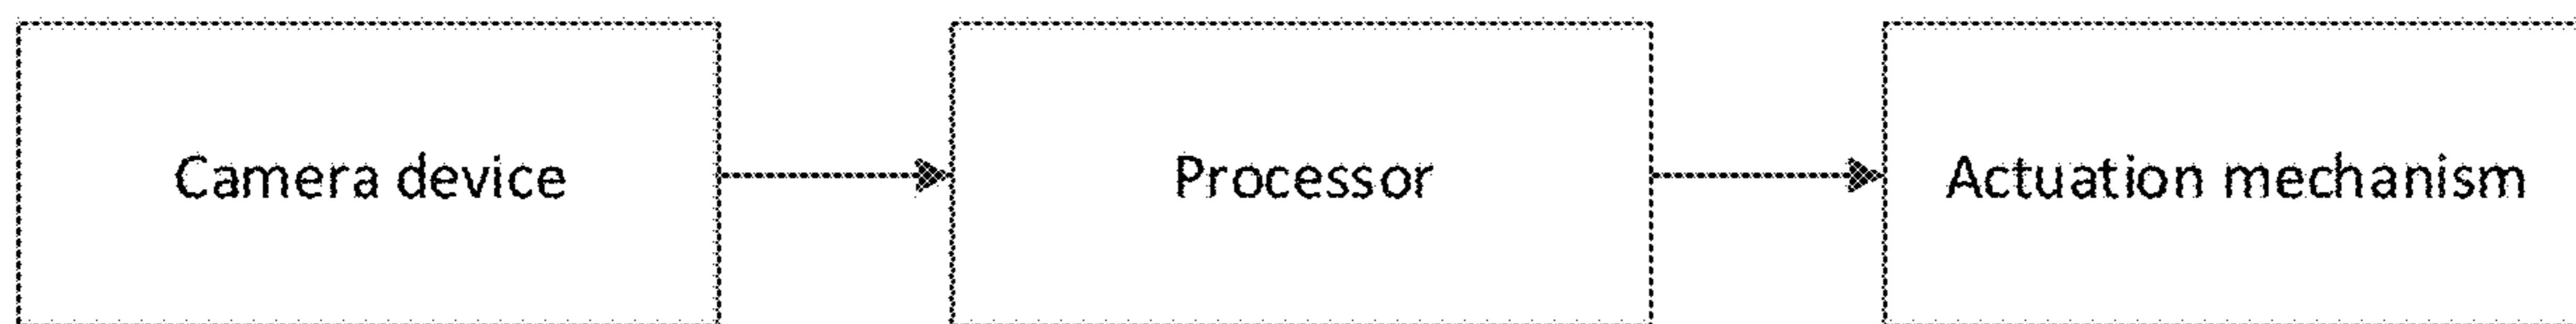 Camera device
Processor
Actuation mechanism